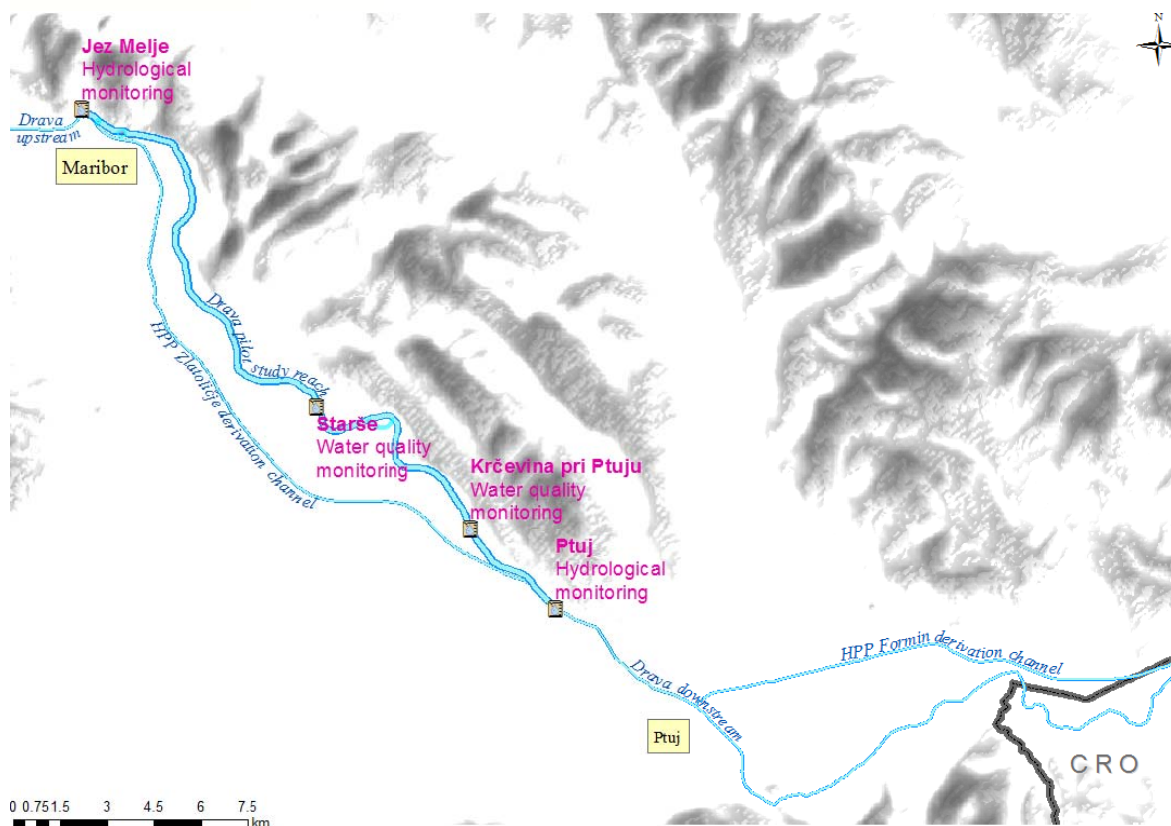 N
Jez Melje
Hydrological
monitoring
Drava
upstream
Maribor
Drava pilot
study reach
HPP Zlatoličje derivation channel
Starše
Water quality
monitoring
Krčevina pri Ptuju
Water quality
monitoring
Ptuj
Hydrological
monitoring
HPP Formin derivation channel
Drava downstream
Ptuj
CRO
0 0.75 1.5 3 4.5 6 7.5
km